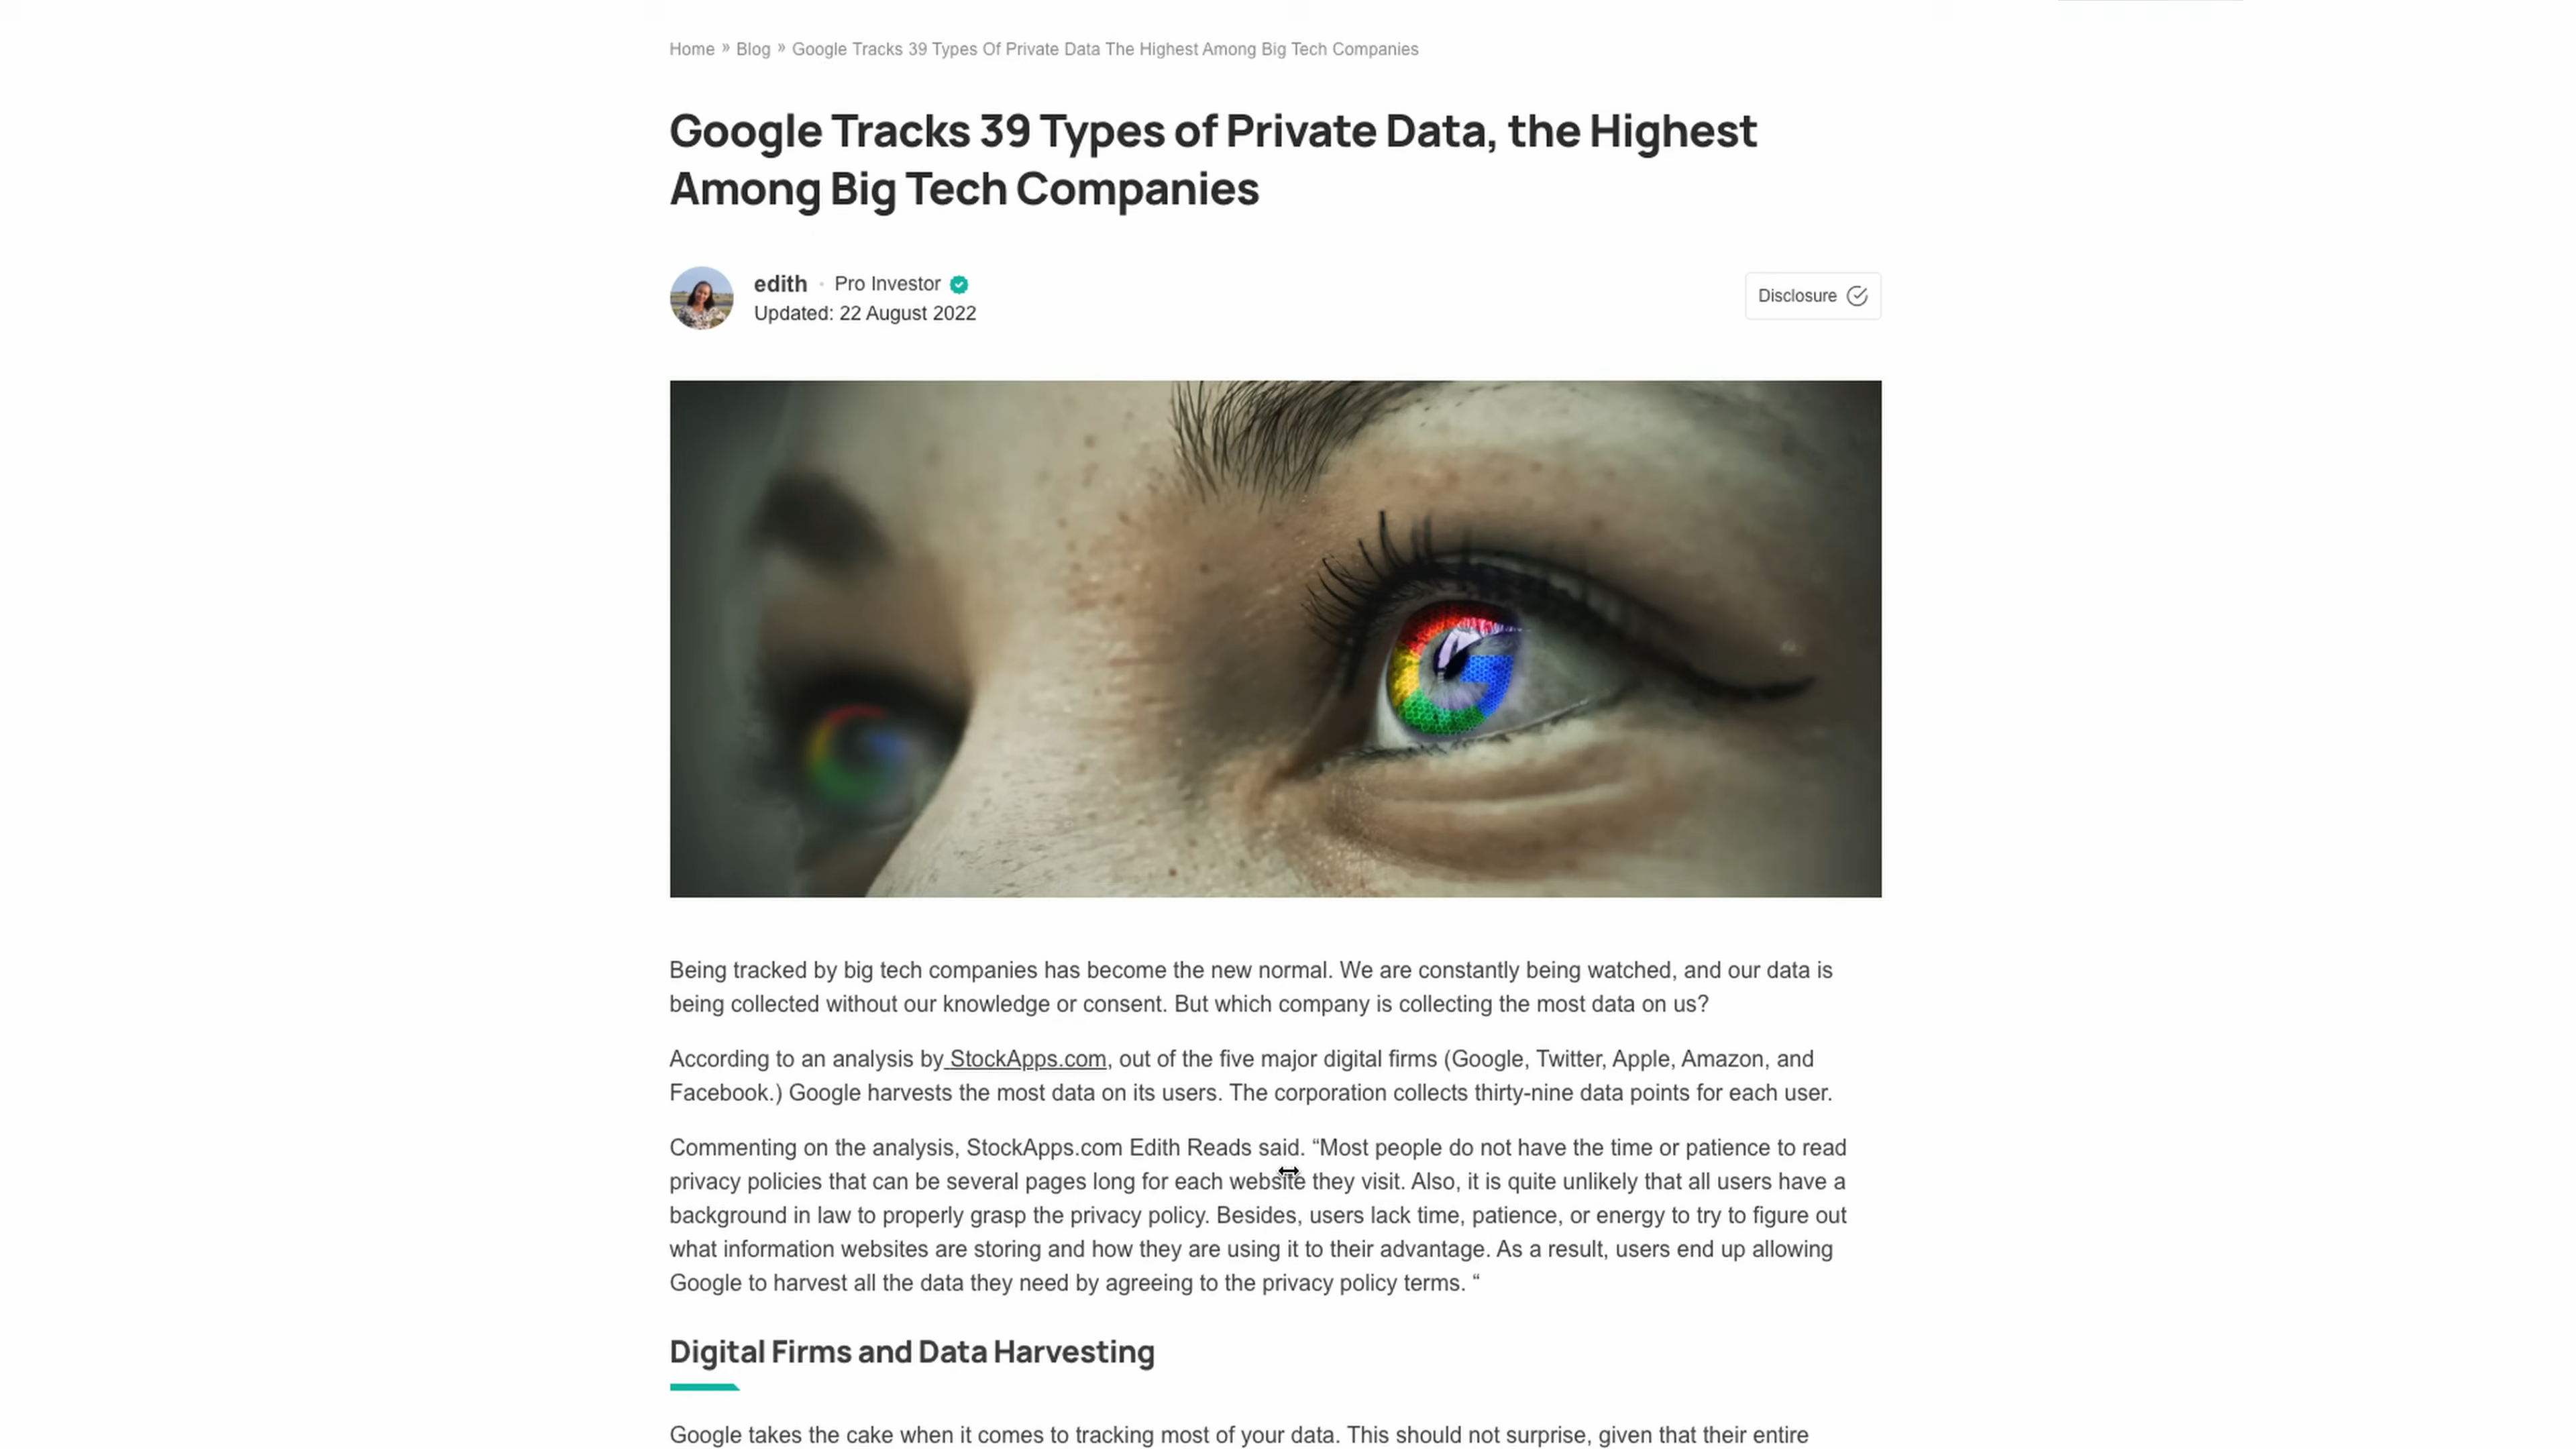 Home » Blog » Google Tracks 39 Types Of Private Data The Highest Among Big Tech Companies
Google Tracks 39 Types of Private Data, the Highest
Among Big Tech Companies
edith • Pro Investor
Updated: 22 August 2022
Disclosure
Being tracked by big tech companies has become the new normal. We are constantly being watched, and our data is
being collected without our knowledge or consent. But which company is collecting the most data on us?
According to an analysis by StockApps.com, out of the five major digital firms (Google, Twitter, Apple, Amazon, and
Facebook.) Google harvests the most data on its users. The corporation collects thirty-nine data points for each user.
Commenting on the analysis, StockApps.com Edith Reads said. “Most people do not have the time or patience to read
privacy policies that can be several pages long for each website they visit. Also, it is quite unlikely that all users have a
background in law to properly grasp the privacy policy. Besides, users lack time, patience, or energy to try to figure out
what information websites are storing and how they are using it to their advantage. As a result, users end up allowing
Google to harvest all the data they need by agreeing to the privacy policy terms. “
Digital Firms and Data Harvesting
Google takes the cake when it comes to tracking most of your data. This should not surprise, given that their entire